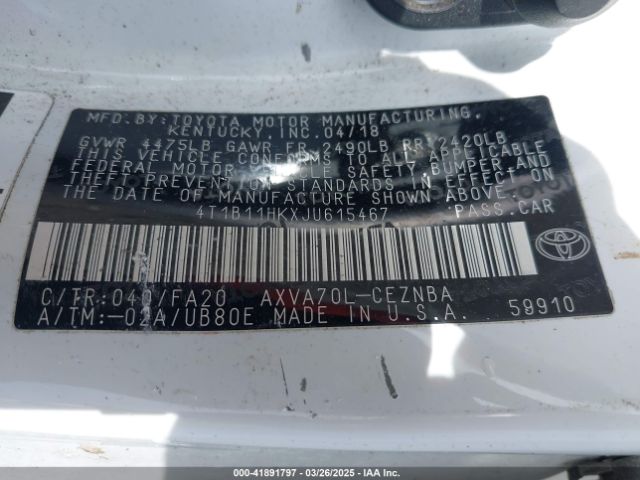 MFD.BY:TOYOTA MOTOR MANUFACTURING,
KENTUCKY, INC. 04/18
GVWR 4475LB GAWR FR 2490LB RR 2420LB
THIS VEHICLE CONFORMS TO ALL APPLICABLE
FEDERAL MOTOR VEHICLE SAFETY, BUMPER AND
THEFT PREVENTION STANDARDS IN EFFECT ON
THE DATE OF MANUFACTURE SHOWN ABOVE.
4T1B11HKXJU615467 PASS.CAR
C/TR:040/FA20 AXVA70L-CEZNBA
A/TM:-02A/UB80E MADE IN U.S.A. 59910
TOYOTA
000-41891797 - 03/26/2025 - IAA Inc.